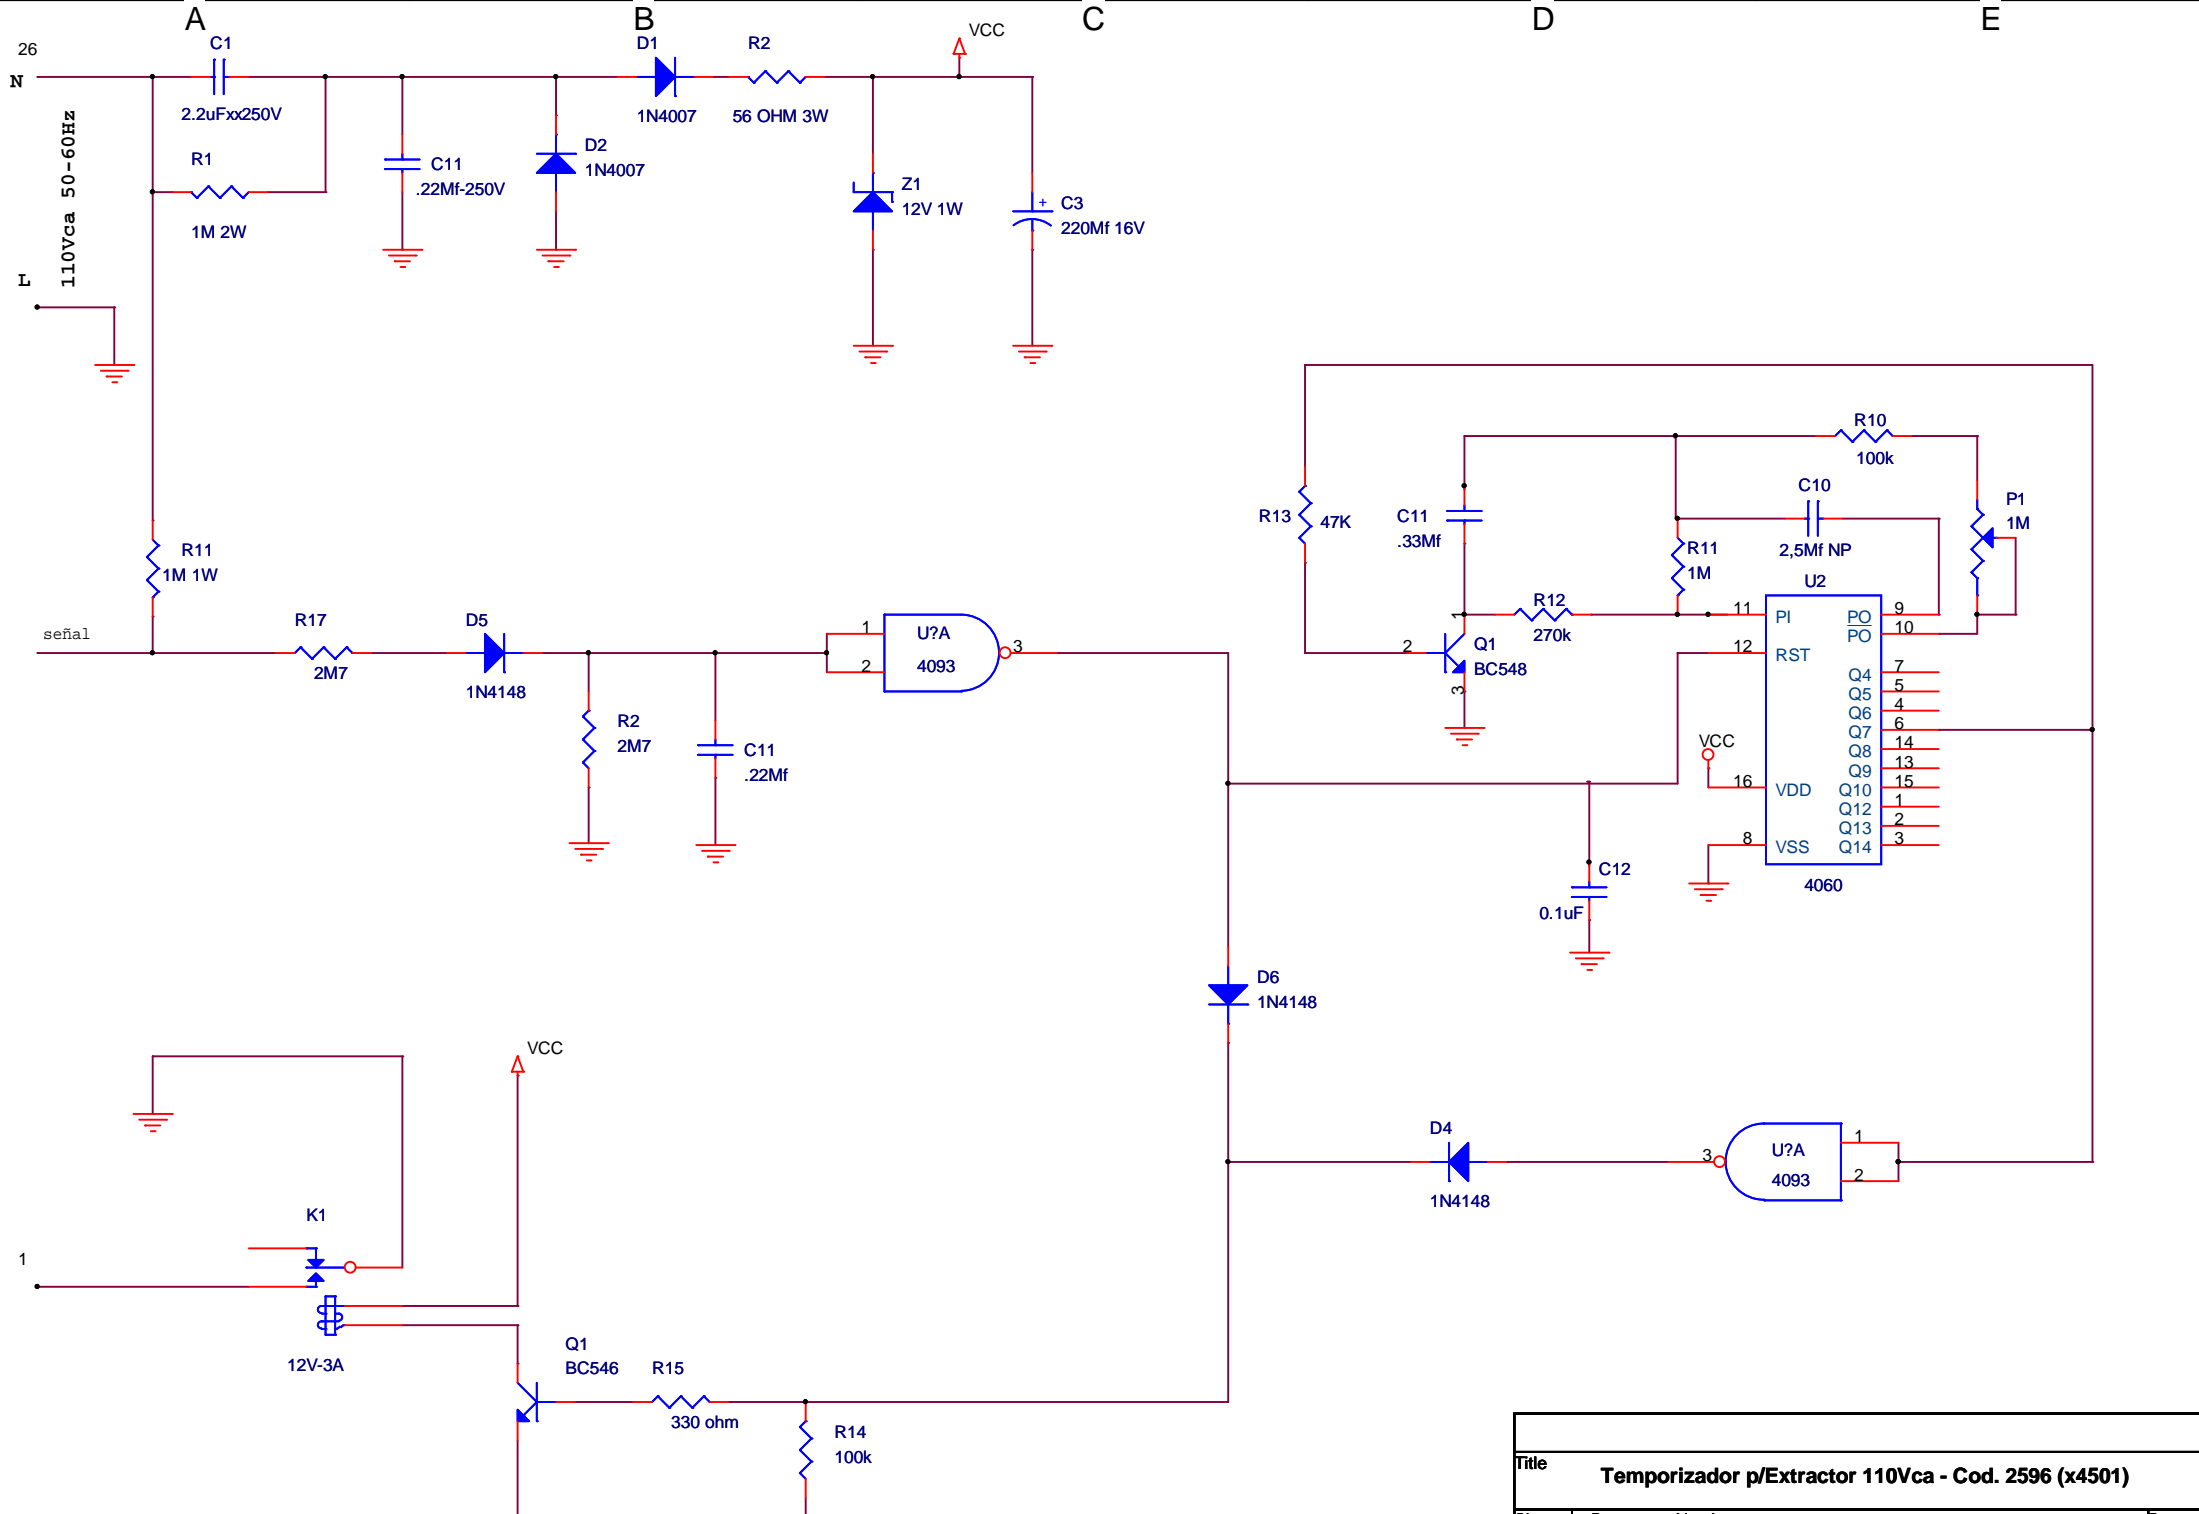 A
B
C
D
E
26
N
110Vca 50-60Hz
L
C1
2.2uFxx250V
R1
1M 2W
C11
.22Mf-250V
D2
1N4007
D1
1N4007
R2
56 OHM 3W
VCC
Z1
12V 1W
C3
+
220Mf 16V
R11
1M 1W
señal
R17
2M7
D5
1N4148
R2
2M7
C11
.22Mf
1
2
U?A
4093
3
R13
47K
C11
.33Mf
R10
100k
P1
1M
C10
2,5Mf NP
R11
1M
R12
270k
1
2
3
Q1
BC548
U2
11
PI
12
RST
VCC
16
VDD
8
VSS
PO
9
PO
10
Q4
7
Q5
5
Q6
4
Q7
6
Q8
14
Q9
13
Q10
15
Q12
1
Q13
2
Q14
3
4060
C12
0.1uF
D6
1N4148
D4
1N4148
3
U?A
4093
1
2
VCC
K1
1
12V-3A
Q1
BC546
R15
330 ohm
R14
100k
Title
Temporizador p/Extractor 110Vca - Cod. 2596 (x4501)